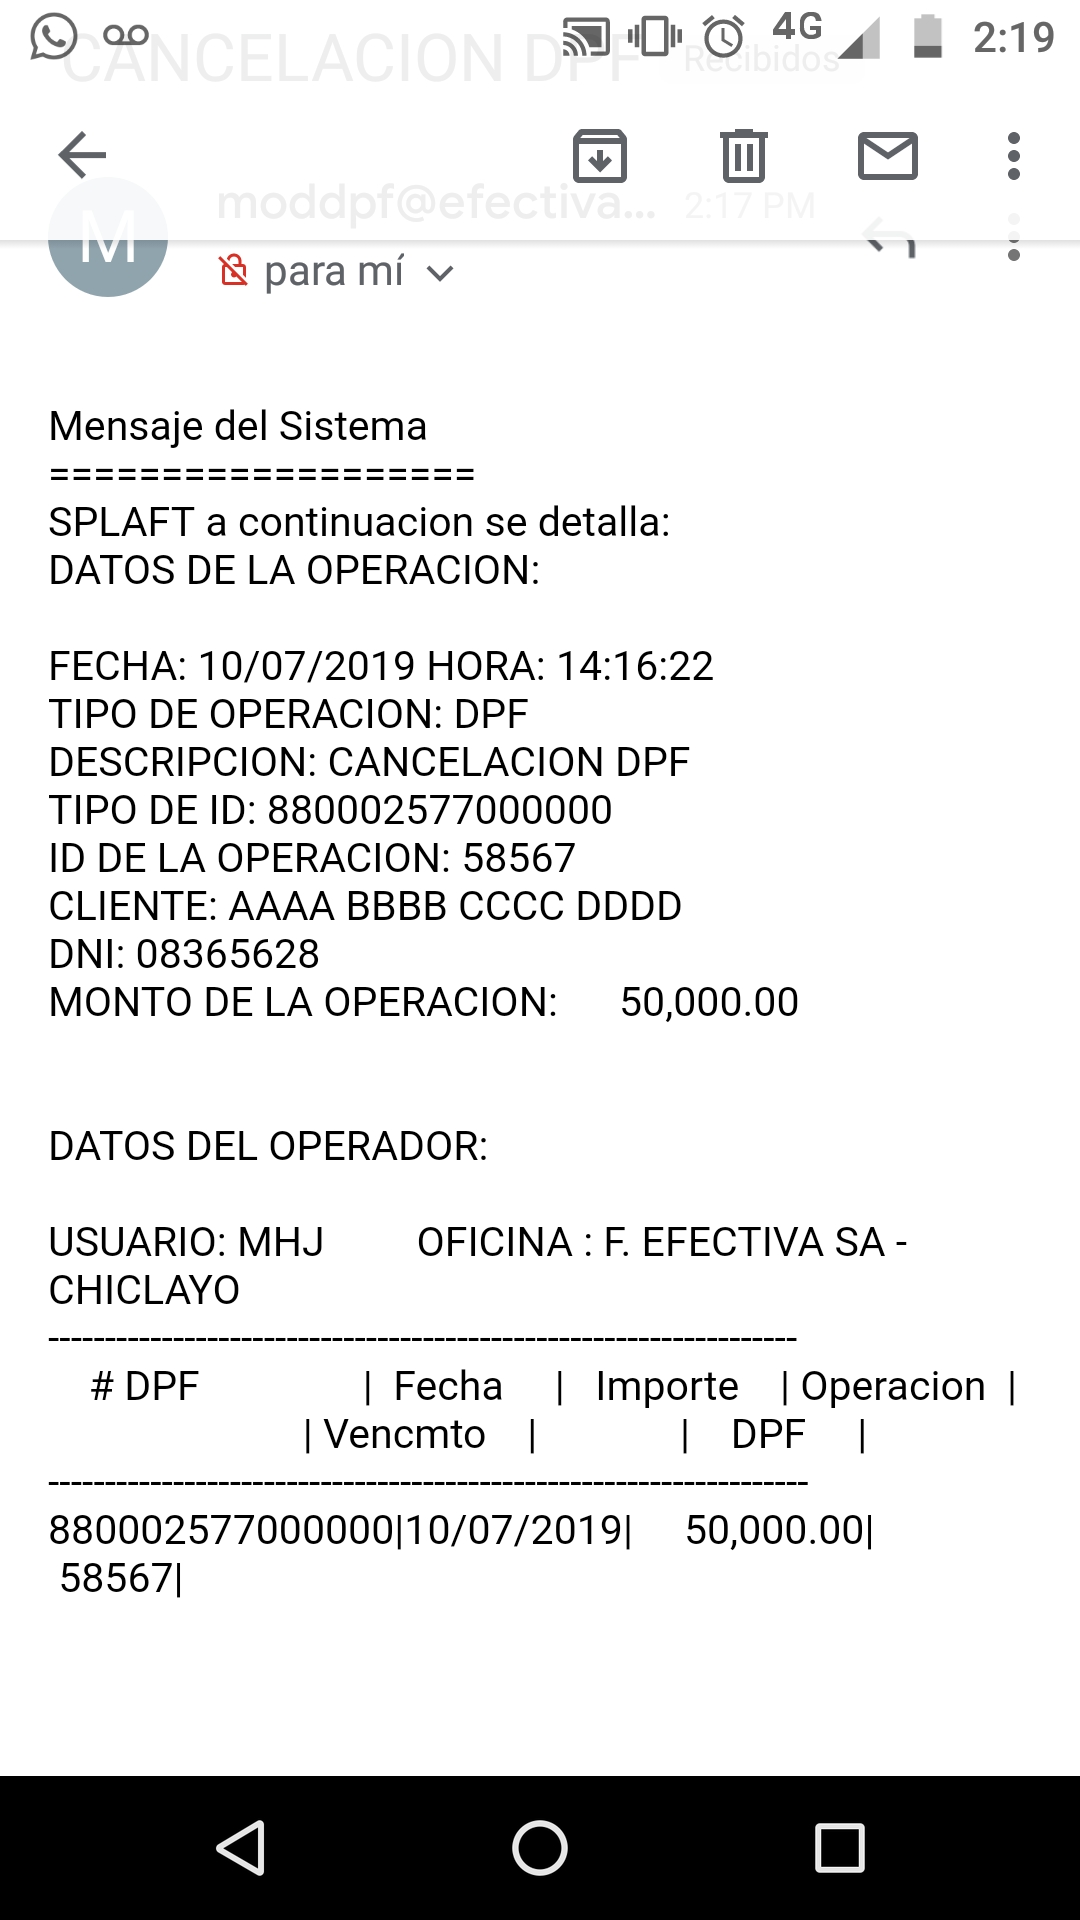 4G 2:19
CANCELACION DPF Recibidos
moddpf@efectiva... 2:17 PM
M
para mí
Mensaje del Sistema
===================
SPLAFT a continuacion se detalla:
DATOS DE LA OPERACION:
FECHA: 10/07/2019 HORA: 14:16:22
TIPO DE OPERACION: DPF
DESCRIPCION: CANCELACION DPF
TIPO DE ID: 880002577000000
ID DE LA OPERACION: 58567
CLIENTE: AAAA BBBB CCCC DDDD
DNI: 08365628
MONTO DE LA OPERACION: 50,000.00
DATOS DEL OPERADOR:
USUARIO: MHJ OFICINA : F. EFECTIVA SA -
CHICLAYO
-------------------------------------------------------------------
# DPF | Fecha | Importe | Operacion |
| Vencmto | | DPF |
--------------------------------------------------------------------
880002577000000|10/07/2019| 50,000.00|
58567|